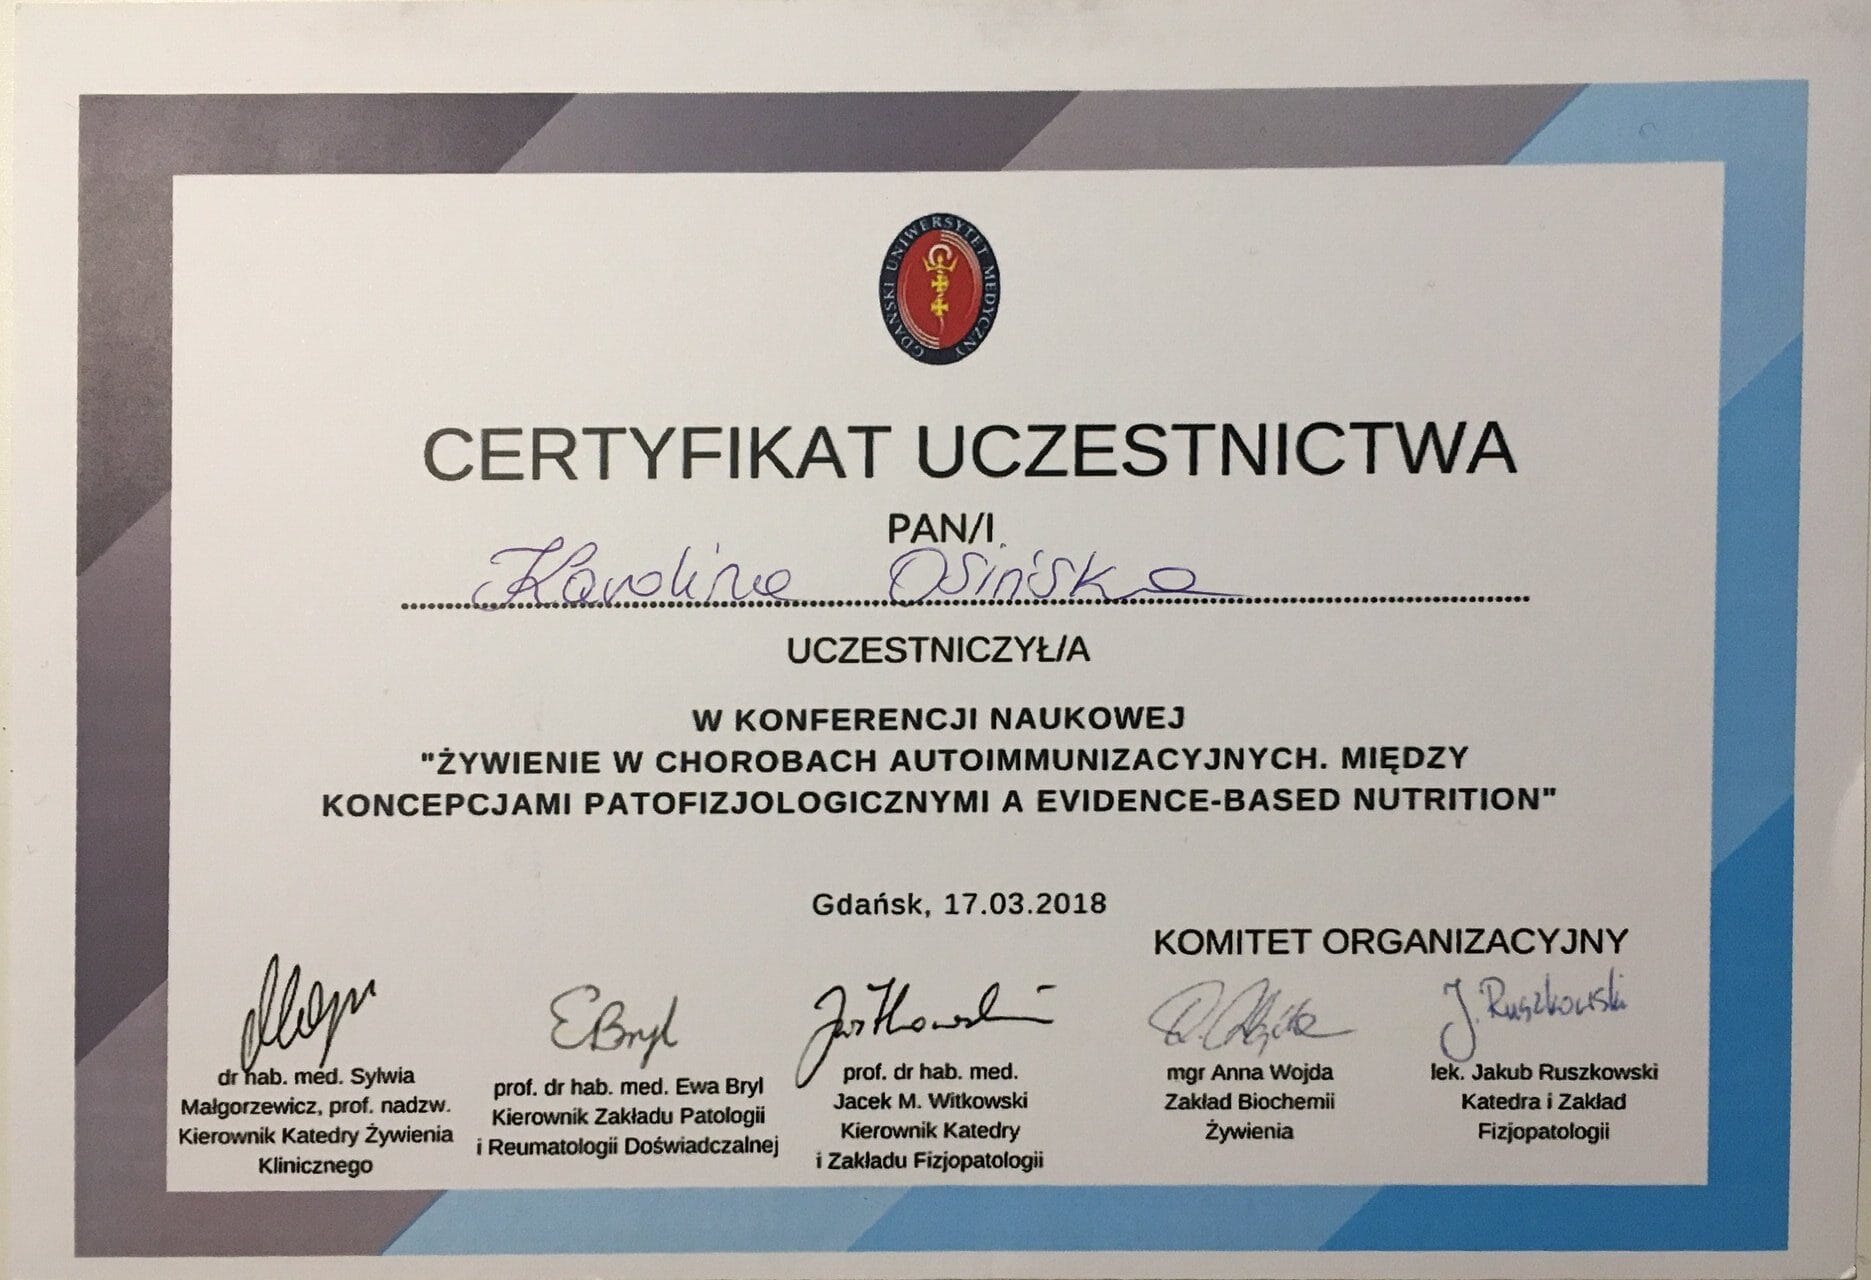 GDAŃSKI UNIWERSYTET MEDYCZNY
CERTYFIKAT UCZESTNICTWA
PAN/I
Karolina Osińska
UCZESTNICZYŁ/A
W KONFERENCJI NAUKOWEJ
"ŻYWIENIE W CHOROBACH AUTOIMMUNIZACYJNYCH. MIĘDZY
KONCEPCJAMI PATOFIZJOLOGICZNYMI A EVIDENCE-BASED NUTRITION"
Gdańsk, 17.03.2018
KOMITET ORGANIZACYJNY
dr hab. med. Sylwia
Małgorzewicz, prof. nadzw.
Kierownik Katedry Żywienia
Klinicznego
EBryl
prof. dr hab. med. Ewa Bryl
Kierownik Zakładu Patologii
i Reumatologii Doświadczalnej
prof. dr hab. med.
Jacek M. Witkowski
Kierownik Katedry
i Zakładu Fizjopatologii
mgr Anna Wojda
Zakład Biochemii
Żywienia
J. Ruszkowski
lek. Jakub Ruszkowski
Katedra i Zakład
Fizjopatologii